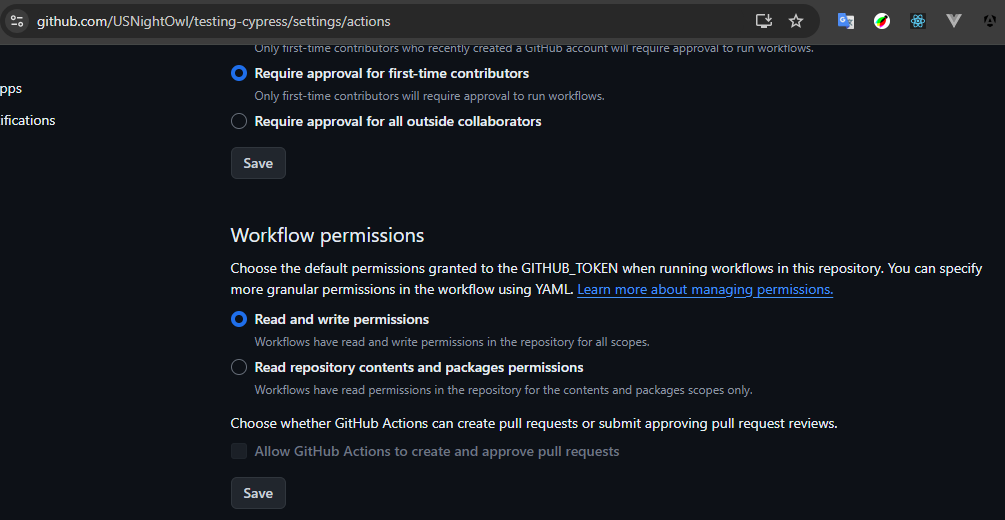 github.com/USNightOwl/testing-cypress/settings/actions
Only first-time contributors who recently created a GitHub account will require approval to run workflows.
Require approval for first-time contributors
pps
Only first-time contributors will require approval to run workflows.
ifications
Require approval for all outside collaborators
Save
Workflow permissions
Choose the default permissions granted to the GITHUB_TOKEN when running workflows in this repository. You can specify
more granular permissions in the workflow using YAML. Learn more about managing permissions.
Read and write permissions
Workflows have read and write permissions in the repository for all scopes.
Read repository contents and packages permissions
Workflows have read permissions in the repository for the contents and packages scopes only.
Choose whether GitHub Actions can create pull requests or submit approving pull request reviews.
Allow GitHub Actions to create and approve pull requests
Save